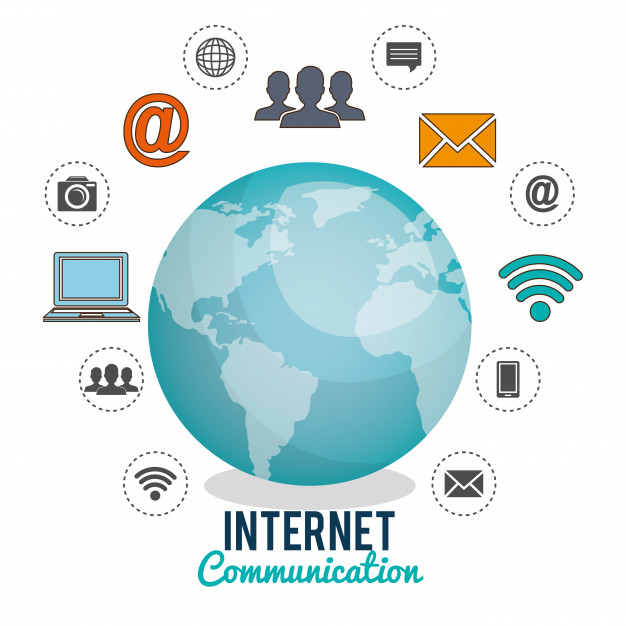 @
@
INTERNET
Communication